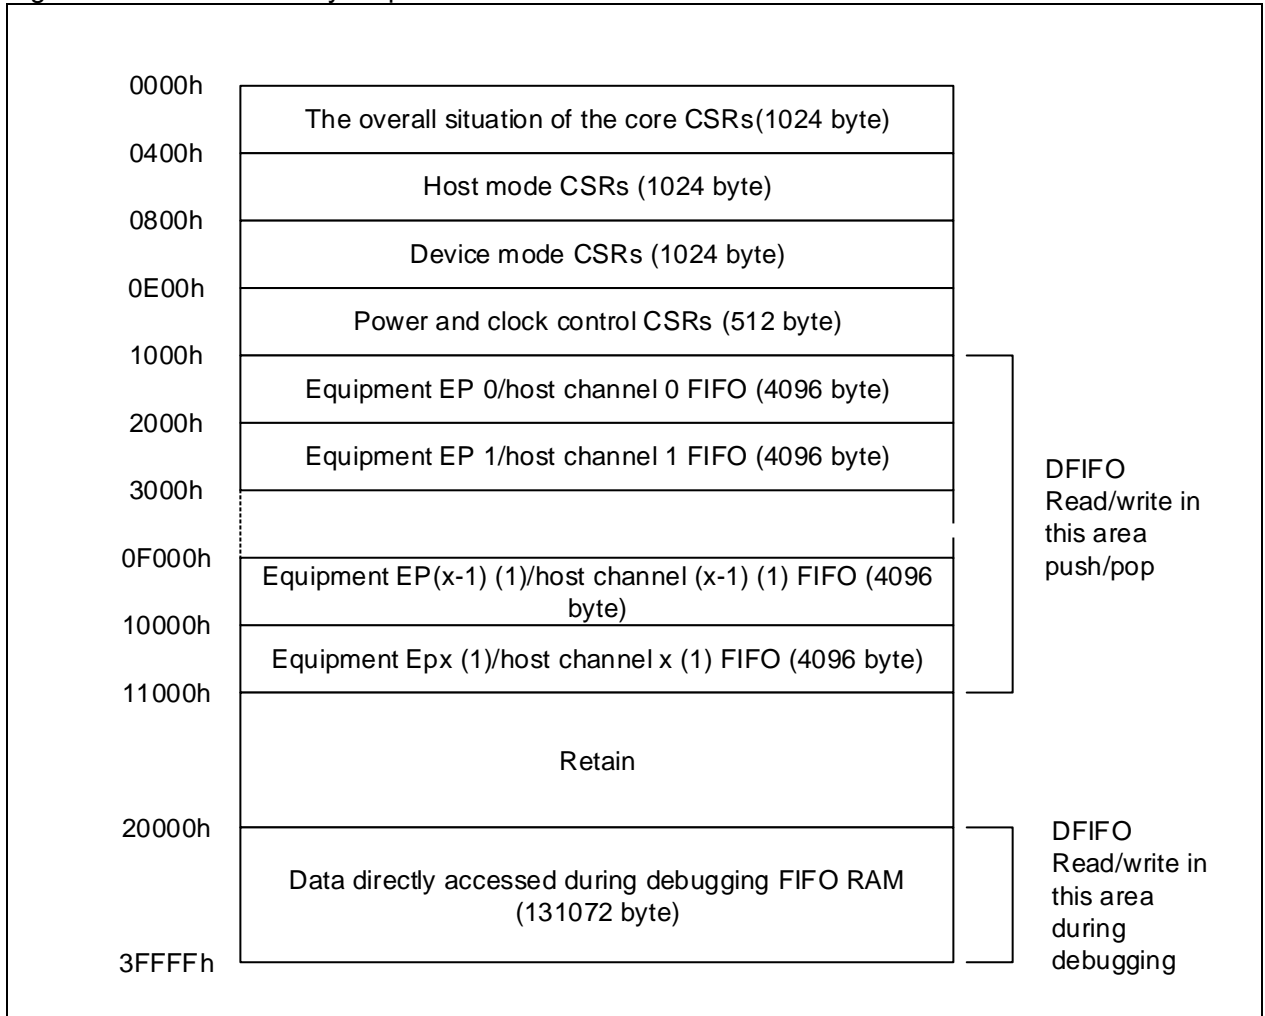 0000h
The overall situation of the core CSRs(1024 byte)
0400h
Host mode CSRs (1024 byte)
0800h
Device mode CSRs (1024 byte)
0E00h
Power and clock control CSRs (512 byte)
1000h
Equipment EP 0/host channel 0 FIFO (4096 byte)
2000h
Equipment EP 1/host channel 1 FIFO (4096 byte)
3000h
DFIFO
Read/write in
this area
push/pop
0F000h
Equipment EP(x-1) (1)/host channel (x-1) (1) FIFO (4096
byte)
10000h
Equipment Epx (1)/host channel x (1) FIFO (4096 byte)
11000h
Retain
20000h
Data directly accessed during debugging FIFO RAM
(131072 byte)
DFIFO
Read/write in
this area
during
debugging
3FFFFh